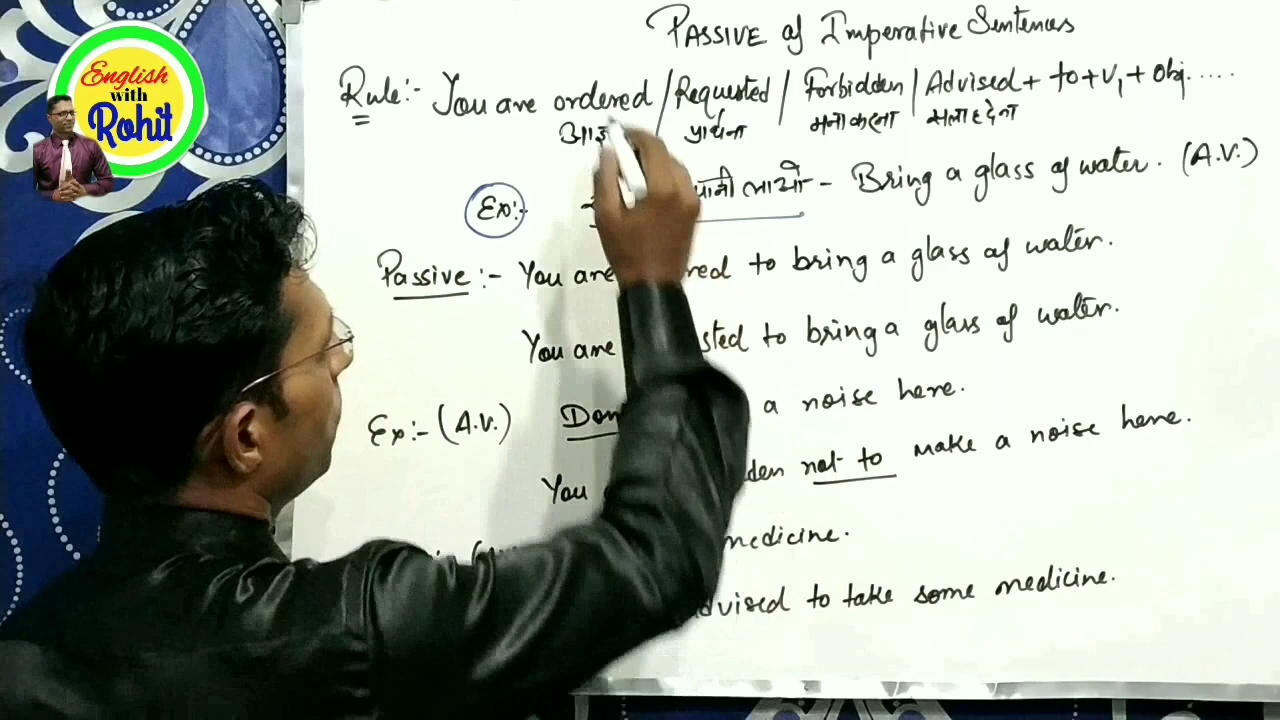 English
with
Rohit
PASSIVE of Imperative Sentences
Rule:- You are ordered / Requested / Forbidden / Advised + to + V1 + Obj.....
प्रार्थना मना करना सलाह देना
Ex:- पानी लाओ - Bring a glass of water. (A.V.)
Passive :- You are red to bring a glass of water.
You are sted to bring a glass of water.
Ex:- (A.V.) Don a noise here.
You den not to make a noise here.
medicine.
advised to take some medicine.